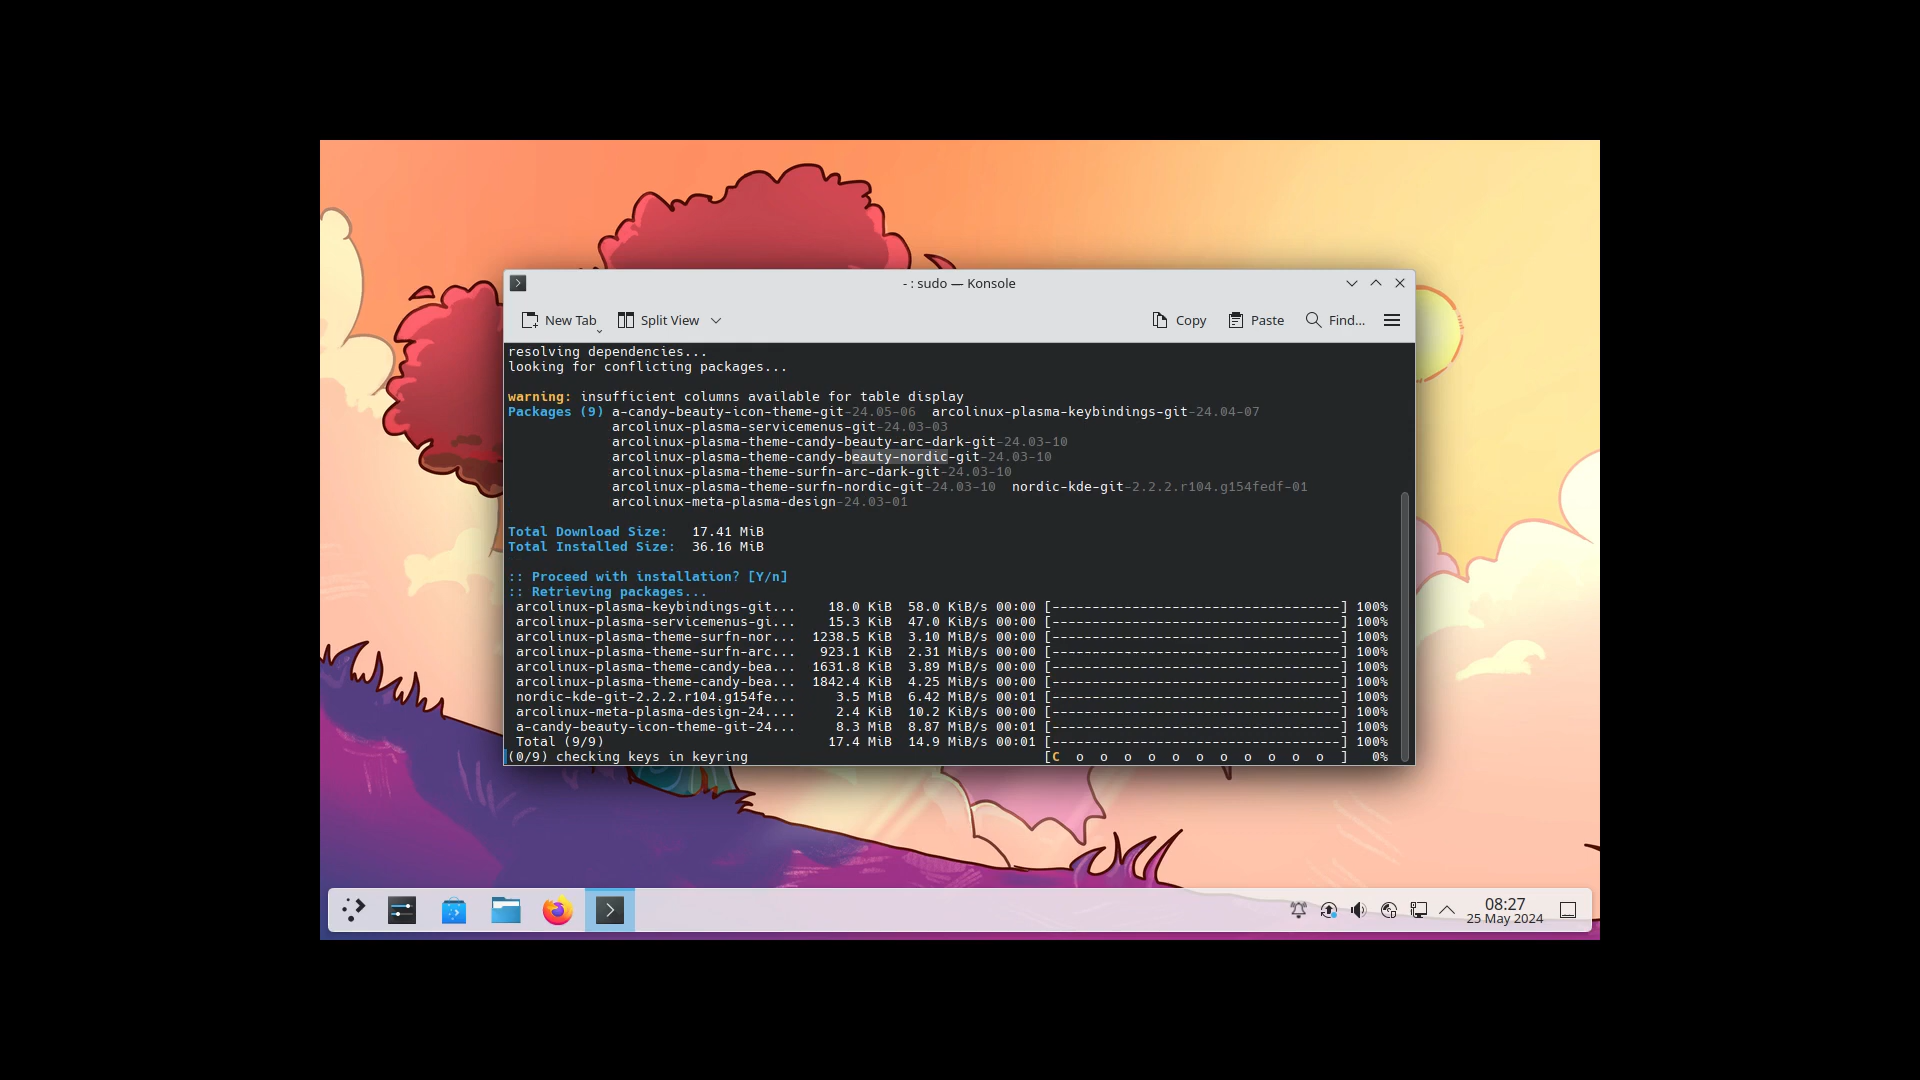 - : sudo — Konsole
New Tab Split View Copy Paste Find...
resolving dependencies...
looking for conflicting packages...
warning: insufficient columns available for table display
Packages (9) a-candy-beauty-icon-theme-git-24.05-06 arcolinux-plasma-keybindings-git-24.04-07
arcolinux-plasma-servicemenus-git-24.03-03
arcolinux-plasma-theme-candy-beauty-arc-dark-git-24.03-10
arcolinux-plasma-theme-candy-beauty-nordic-git-24.03-10
arcolinux-plasma-theme-surfn-arc-dark-git-24.03-10
arcolinux-plasma-theme-surfn-nordic-git-24.03-10 nordic-kde-git-2.2.2.r104.g154fedf-01
arcolinux-meta-plasma-design-24.03-01
Total Download Size: 17.41 MiB
Total Installed Size: 36.16 MiB
:: Proceed with installation? [Y/n]
:: Retrieving packages...
arcolinux-plasma-keybindings-git... 18.0 KiB 58.0 KiB/s 00:00 [------------------------------------] 100%
arcolinux-plasma-servicemenus-gi... 15.3 KiB 47.0 KiB/s 00:00 [------------------------------------] 100%
arcolinux-plasma-theme-surfn-nor... 1238.5 KiB 3.10 MiB/s 00:00 [------------------------------------] 100%
arcolinux-plasma-theme-surfn-arc... 923.1 KiB 2.31 MiB/s 00:00 [------------------------------------] 100%
arcolinux-plasma-theme-candy-bea... 1631.8 KiB 3.89 MiB/s 00:00 [------------------------------------] 100%
arcolinux-plasma-theme-candy-bea... 1842.4 KiB 4.25 MiB/s 00:00 [------------------------------------] 100%
nordic-kde-git-2.2.2.r104.g154fe... 3.5 MiB 6.42 MiB/s 00:01 [------------------------------------] 100%
arcolinux-meta-plasma-design-24.... 2.4 KiB 10.2 KiB/s 00:00 [------------------------------------] 100%
a-candy-beauty-icon-theme-git-24... 8.3 MiB 8.87 MiB/s 00:01 [------------------------------------] 100%
Total (9/9) 17.4 MiB 14.9 MiB/s 00:01 [------------------------------------] 100%
(0/9) checking keys in keyring [C o o o o o o o o o o o ] 0%
08:27
25 May 2024